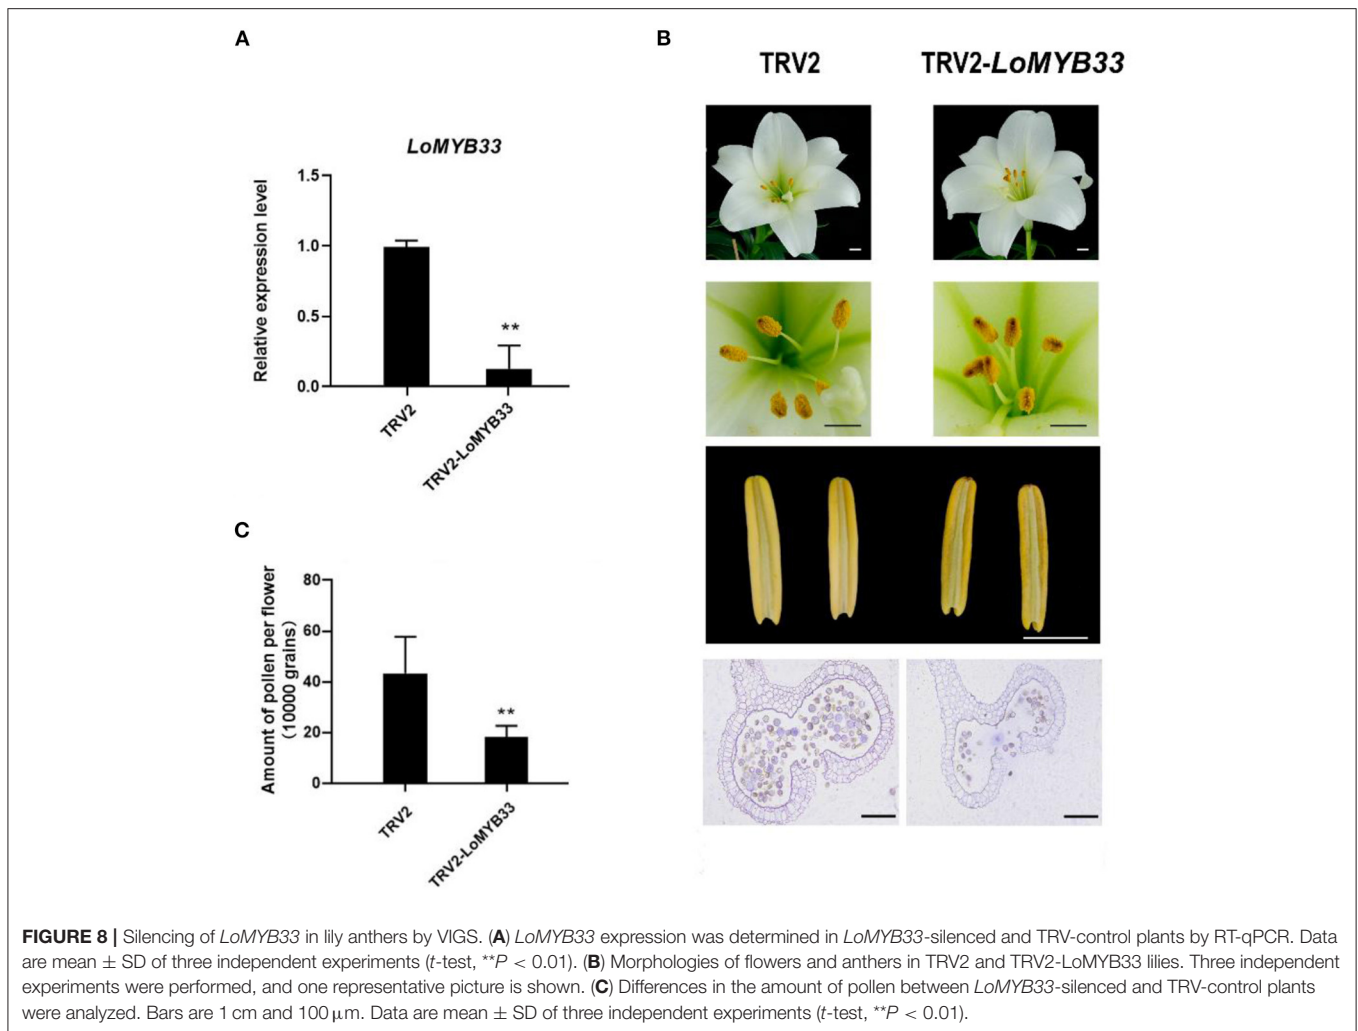 A
LoMYB33
Relative expression level
1.5
1.0
0.5
0.0
**
TRV2
TRV2-LoMYB33
B
TRV2 TRV2-LoMYB33
C
Amount of pollen per flower
(10000 grains)
80
60
40
20
0
**
TRV2
TRV2-LoMYB33
FIGURE 8 | Silencing of LoMYB33 in lily anthers by VIGS. (A) LoMYB33 expression was determined in LoMYB33-silenced and TRV-control plants by RT-qPCR. Data
are mean ± SD of three independent experiments (t-test, **P < 0.01). (B) Morphologies of flowers and anthers in TRV2 and TRV2-LoMYB33 lilies. Three independent
experiments were performed, and one representative picture is shown. (C) Differences in the amount of pollen between LoMYB33-silenced and TRV-control plants
were analyzed. Bars are 1 cm and 100 μm. Data are mean ± SD of three independent experiments (t-test, **P < 0.01).